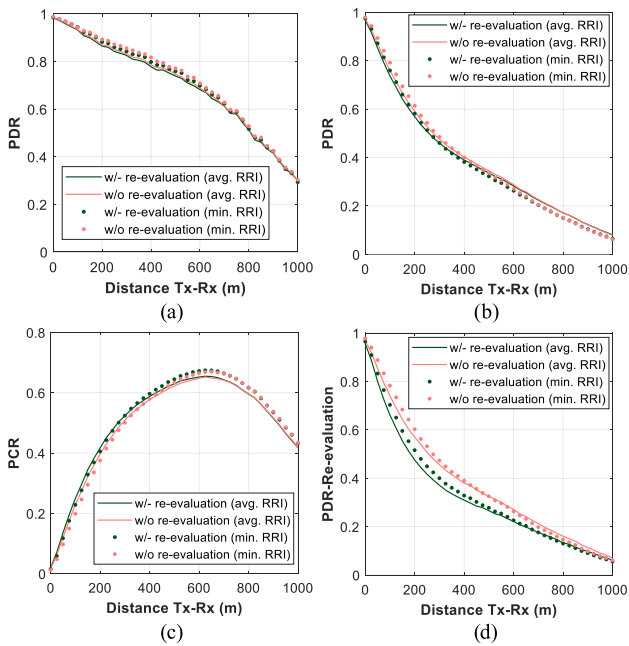 1
0.8
0.6
0.4
0.2
0
PDR
w/- re-evaluation (avg. RRI)
w/o re-evaluation (avg. RRI)
w/- re-evaluation (min. RRI)
w/o re-evaluation (min. RRI)
0 200 400 600 800 1000
Distance Tx-Rx (m)
(a)
1
0.8
0.6
0.4
0.2
0
PDR
w/- re-evaluation (avg. RRI)
w/o re-evaluation (avg. RRI)
w/- re-evaluation (min. RRI)
w/o re-evaluation (min. RRI)
0 200 400 600 800 1000
Distance Tx-Rx (m)
(b)
0.8
0.6
0.4
0.2
0
PCR
w/- re-evaluation (avg. RRI)
w/o re-evaluation (avg. RRI)
w/- re-evaluation (min. RRI)
w/o re-evaluation (min. RRI)
0 200 400 600 800 1000
Distance Tx-Rx (m)
(c)
1
0.8
0.6
0.4
0.2
0
PDR-Re-evaluation
w/- re-evaluation (avg. RRI)
w/o re-evaluation (avg. RRI)
w/- re-evaluation (min. RRI)
w/o re-evaluation (min. RRI)
0 200 400 600 800 1000
Distance Tx-Rx (m)
(d)